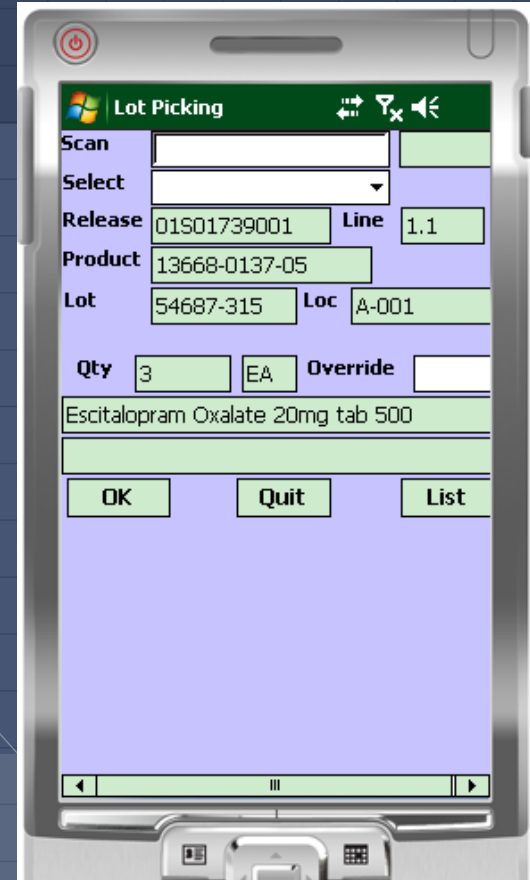 Lot Picking
Scan
Select
Release 01S01739001 Line 1.1
Product 13668-0137-05
Lot 54687-315 Loc A-001
Qty 3 EA Override
Escitalopram Oxalate 20mg tab 500
OK Quit List